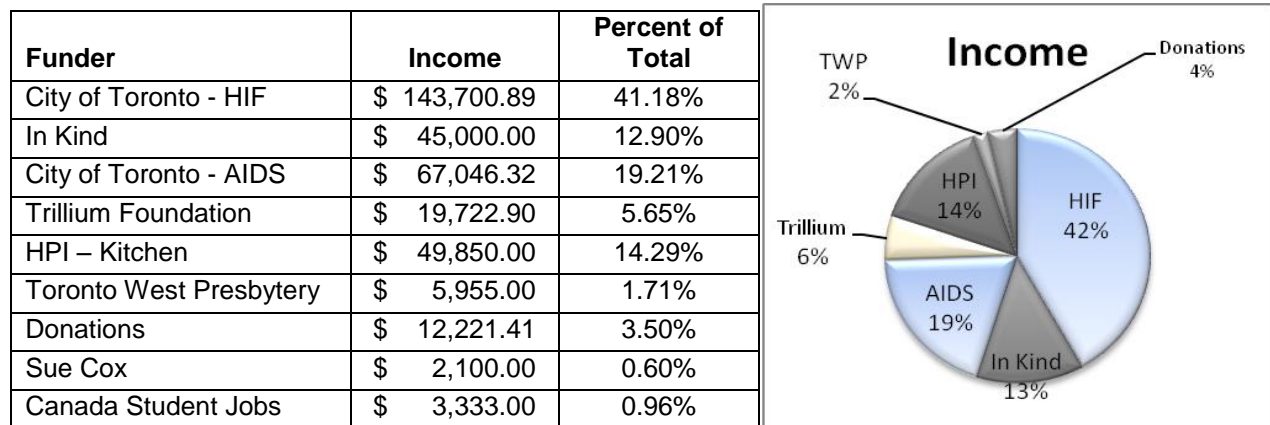 Funder Income Percent of Total
City of Toronto - HIF $ 143,700.89 41.18%
In Kind $ 45,000.00 12.90%
City of Toronto - AIDS $ 67,046.32 19.21%
Trillium Foundation $ 19,722.90 5.65%
HPI – Kitchen $ 49,850.00 14.29%
Toronto West Presbytery $ 5,955.00 1.71%
Donations $ 12,221.41 3.50%
Sue Cox $ 2,100.00 0.60%
Canada Student Jobs $ 3,333.00 0.96%
Income
TWP
2%
Donations
4%
HPI
14%
HIF
42%
Trillium
6%
AIDS
19%
In Kind
13%